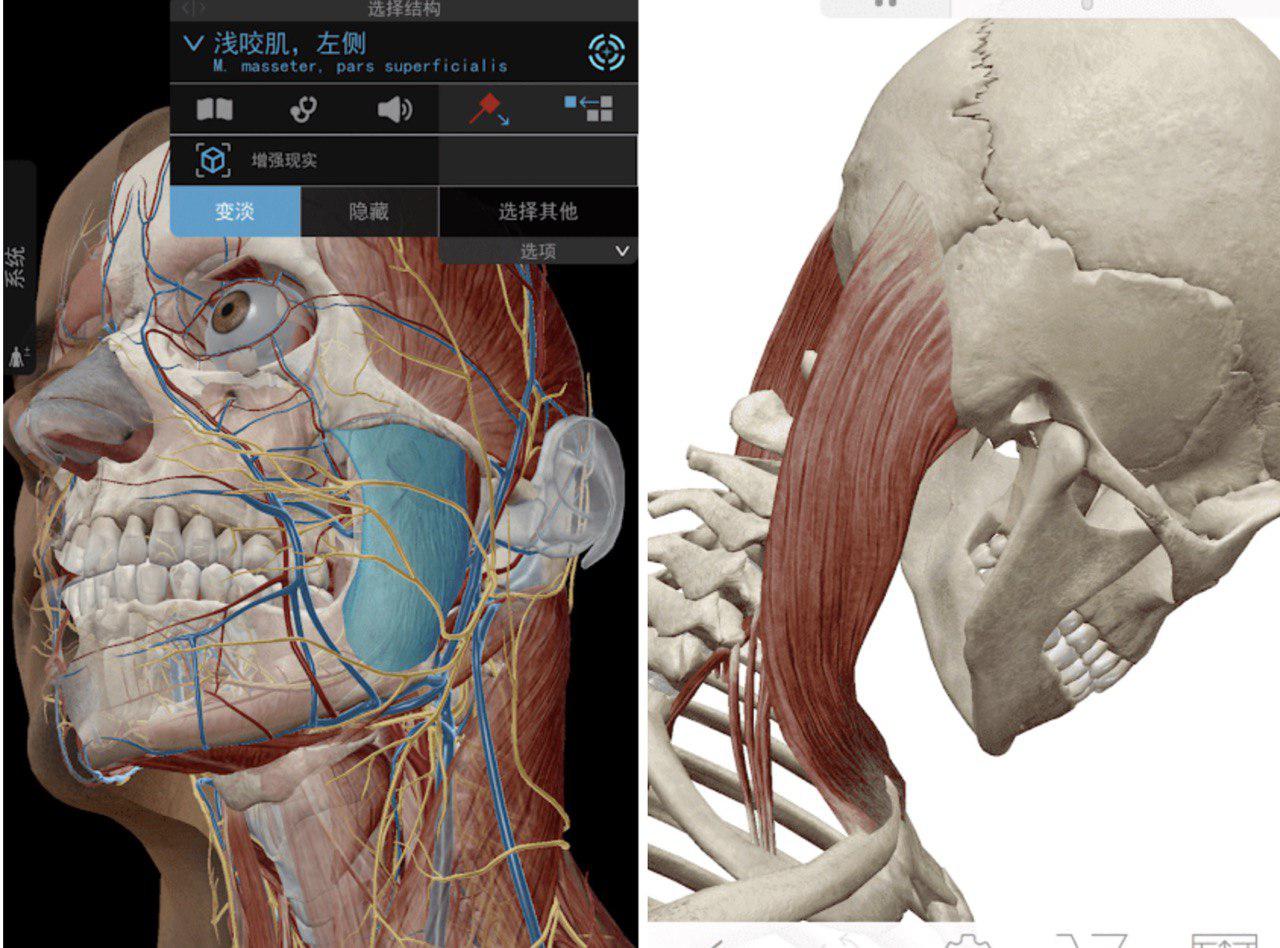 选择结构
浅咬肌，左侧
M. masseter, pars superficialis
增强现实
变淡
隐藏
选择其他
选项
系统